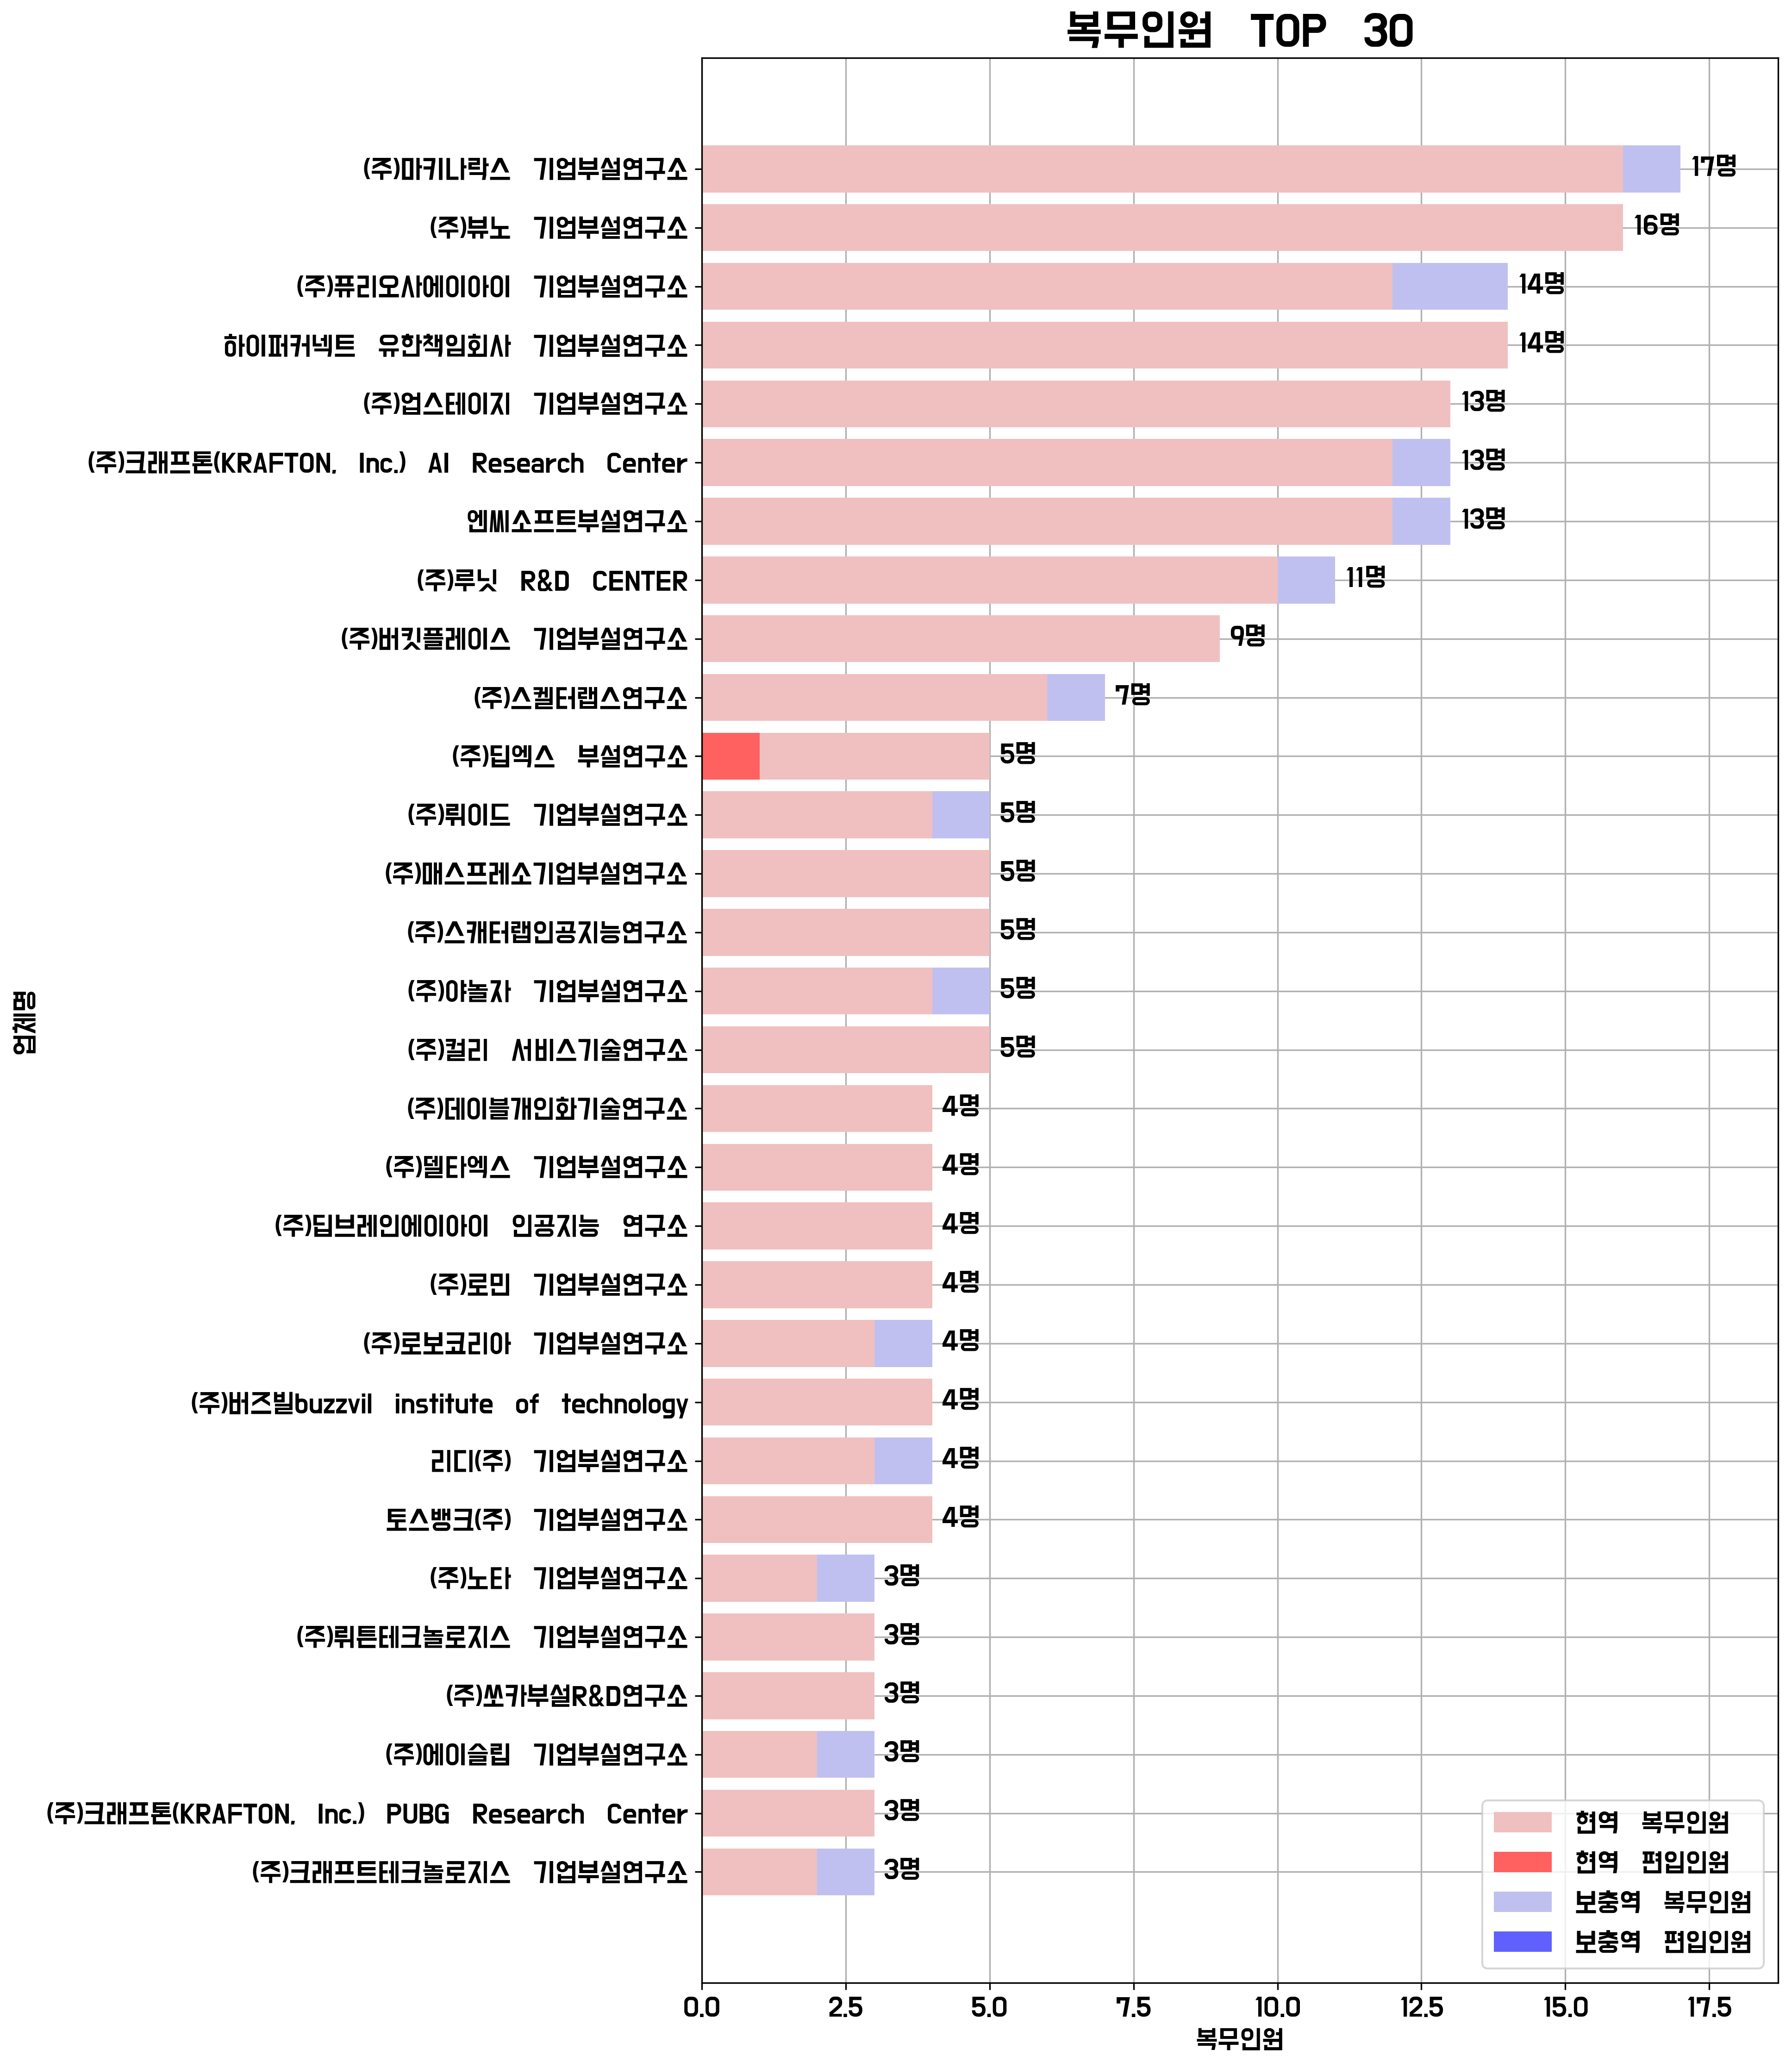 복무인원 TOP 30
(주)마키나락스 기업부설연구소 17명
(주)뷰노 기업부설연구소 16명
(주)퓨리오사에이아이 기업부설연구소 14명
하이퍼커넥트 유한책임회사 기업부설연구소 14명
(주)업스테이지 기업부설연구소 13명
(주)크래프톤(KRAFTON, Inc.) AI Research Center 13명
엔씨소프트부설연구소 13명
(주)루닛 R&D CENTER 11명
(주)버킷플레이스 기업부설연구소 9명
(주)스켈터랩스연구소 7명
(주)딥엑스 부설연구소 5명
(주)뤼이드 기업부설연구소 5명
(주)매스프레소기업부설연구소 5명
(주)스캐터랩인공지능연구소 5명
(주)야놀자 기업부설연구소 5명
(주)컬리 서비스기술연구소 5명
(주)데이블개인화기술연구소 4명
(주)델타엑스 기업부설연구소 4명
(주)딥브레인에이아이 인공지능 연구소 4명
(주)로민 기업부설연구소 4명
(주)로보코리아 기업부설연구소 4명
(주)버즈빌buzzvil institute of technology 4명
리디(주) 기업부설연구소 4명
토스뱅크(주) 기업부설연구소 4명
(주)노타 기업부설연구소 3명
(주)뤼튼테크놀로지스 기업부설연구소 3명
(주)쏘카부설R&D연구소 3명
(주)에이슬립 기업부설연구소 3명
(주)크래프톤(KRAFTON, Inc.) PUBG Research Center 3명
(주)크래프트테크놀로지스 기업부설연구소 3명
업체명
현역 복무인원
현역 편입인원
보충역 복무인원
보충역 편입인원
0.0 2.5 5.0 7.5 10.0 12.5 15.0 17.5
복무인원